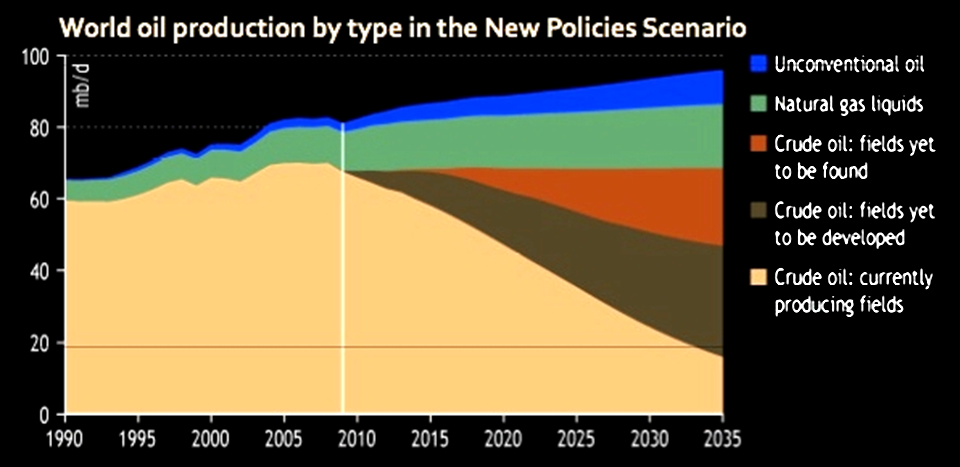 World oil production by type in the New Policies Scenario
100
mb/d
80
60
40
20
0
1990 1995 2000 2005 2010 2015 2020 2025 2030 2035
Unconventional oil
Natural gas liquids
Crude oil: fields yet
to be found
Crude oil: fields yet
to be developed
Crude oil: currently
producing fields